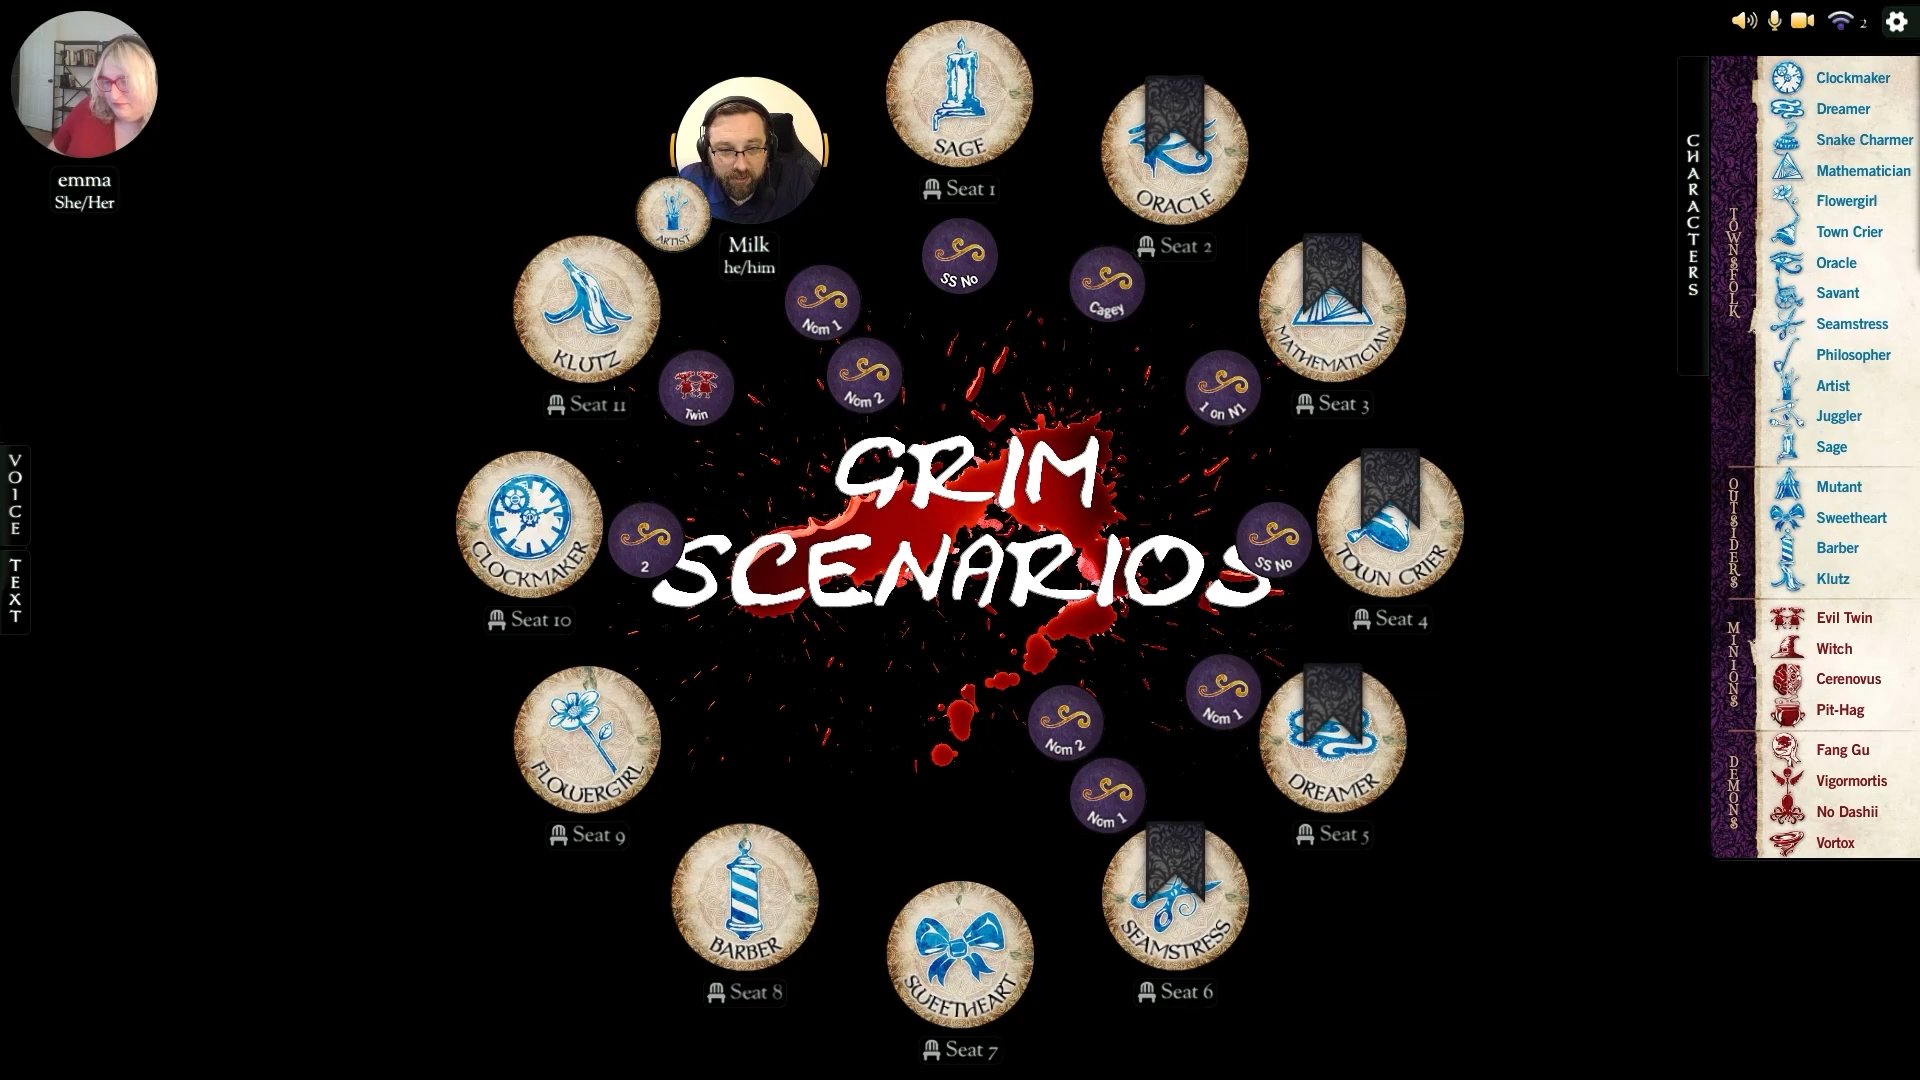 emma
She/Her
Milk
he/him
ARTIST
SAGE
Seat 1
SS No
ORACLE
Seat 2
Cagey
MATHEMATICIAN
Seat 3
1 on N1
TOWN CRIER
Seat 4
SS No
DREAMER
Seat 5
Nom 1
SEAMSTRESS
Seat 6
Nom 2
Nom 1
SWEETHEART
Seat 7
BARBER
Seat 8
FLOWERGIRL
Seat 9
CLOCKMAKER
Seat 10
2
KLUTZ
Seat 11
Twin
Nom 1
Nom 2
GRIM
SCENARIOS
VOICE
TEXT
2
CHARACTERS
TOWNSFOLK
Clockmaker
Dreamer
Snake Charmer
Mathematician
Flowergirl
Town Crier
Oracle
Savant
Seamstress
Philosopher
Artist
Juggler
Sage
OUTSIDERS
Mutant
Sweetheart
Barber
Klutz
MINIONS
Evil Twin
Witch
Cerenovus
Pit-Hag
DEMONS
Fang Gu
Vigormortis
No Dashii
Vortox